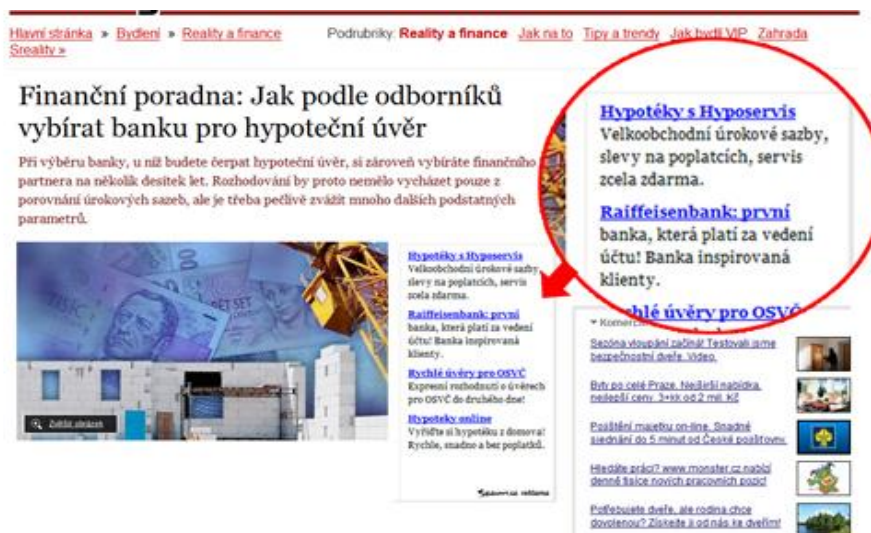 Hlavní stránka » Bydlení » Reality a finance
Sreality »
Podrubriky: Reality a finance Jak na to Tipy a trendy Jak bydlí VIP Zahrada
Finanční poradna: Jak podle odborníků
vybírat banku pro hypoteční úvěr
Při výběru banky, u níž budete čerpat hypoteční úvěr, si zároveň vybíráte finančního
partnera na několik desítek let. Rozhodování by proto nemělo vycházet pouze z
porovnání úrokových sazeb, ale je třeba pečlivě zvážit mnoho dalších podstatných
parametrů.
Zvětšit obrázek
Hypotéky s Hyposervis
Velkoobchodní úrokové sazby,
slevy na poplatcích, servis
zcela zdarma.
Raiffeisenbank: první
banka, která platí za vedení
účtu! Banka inspirovaná
klienty.
Rychlé úvěry pro OSVČ
Expresní rozhodnutí o úvěrech
pro OSVČ do druhého dne!
Hypoteky online
Vyřiďte si hypotéku z domova!
Rychle, snadno a bez poplatků.
reklama
Hypotéky s Hyposervis
Velkoobchodní úrokové sazby,
slevy na poplatcích, servis
zcela zdarma.
Raiffeisenbank: první
banka, která platí za vedení
účtu! Banka inspirovaná
klienty.
úvěry pro OSVČ
Sezóna vloupání začíná! Testovali jsme
bezpečnostní dveře. Video.
Byty po celé Praze. Nejširší nabídka,
nejlepší ceny. 3+kk od 2 mil. Kč
Pojištění majetku on-line. Snadné
sjednání do 5 minut od České pojišťovny.
Hledáte práci? www.monster.cz nabízí
denně tisíce nových pracovních pozic!
Potřebujete dveře, ale rodina chce
dovolenou? Získejte ji od nás ke dveřím!